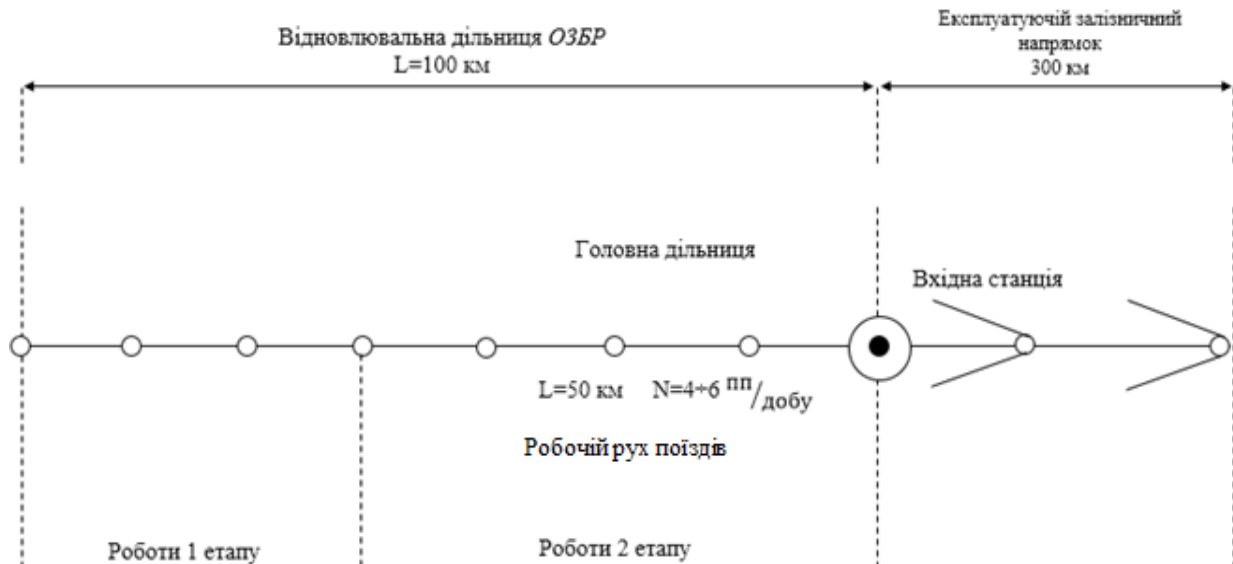 Відновлювальна дільниця ОЗБР
L=100 км
Експлуатуючій залізничний
напрямок
300 км
Головна дільниця
Вхідна станція
L=50 км N=4÷6 пп/добу
Робочій рух поїздів
Роботи 1 етапу
Роботи 2 етапу